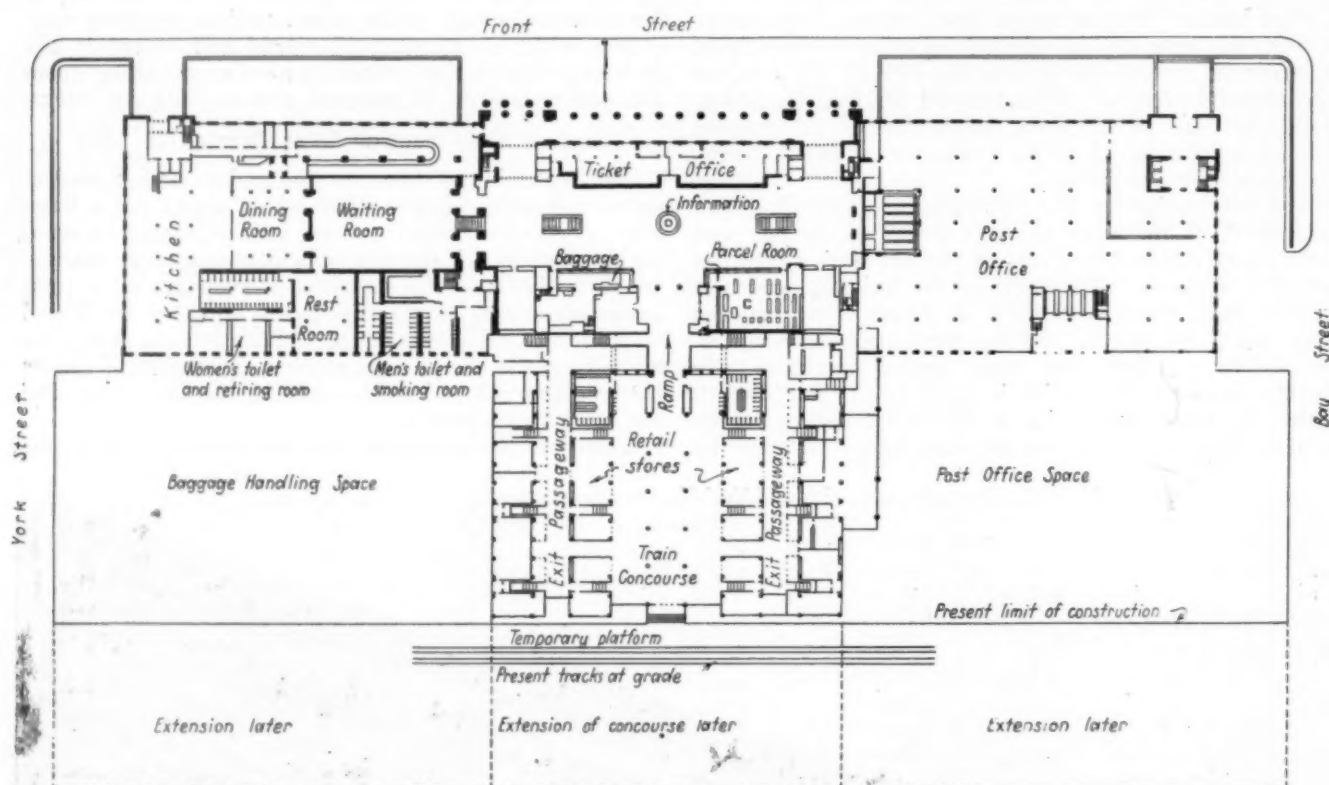 Front Street
Ticket Office
Information
Dining
Room
Waiting
Room
Kitchen
Baggage
Parcel Room
Post
Office
Rest
Room
Women's toilet
and retiring room
Men's toilet and
smoking room
Ramp
Retail
stores
York Street
Bay Street
Baggage Handling Space
Exit Passageway
Exit Passageway
Post Office Space
Train
Concourse
Present limit of construction
Temporary platform
Present tracks at grade
Extension later
Extension of concourse later
Extension later